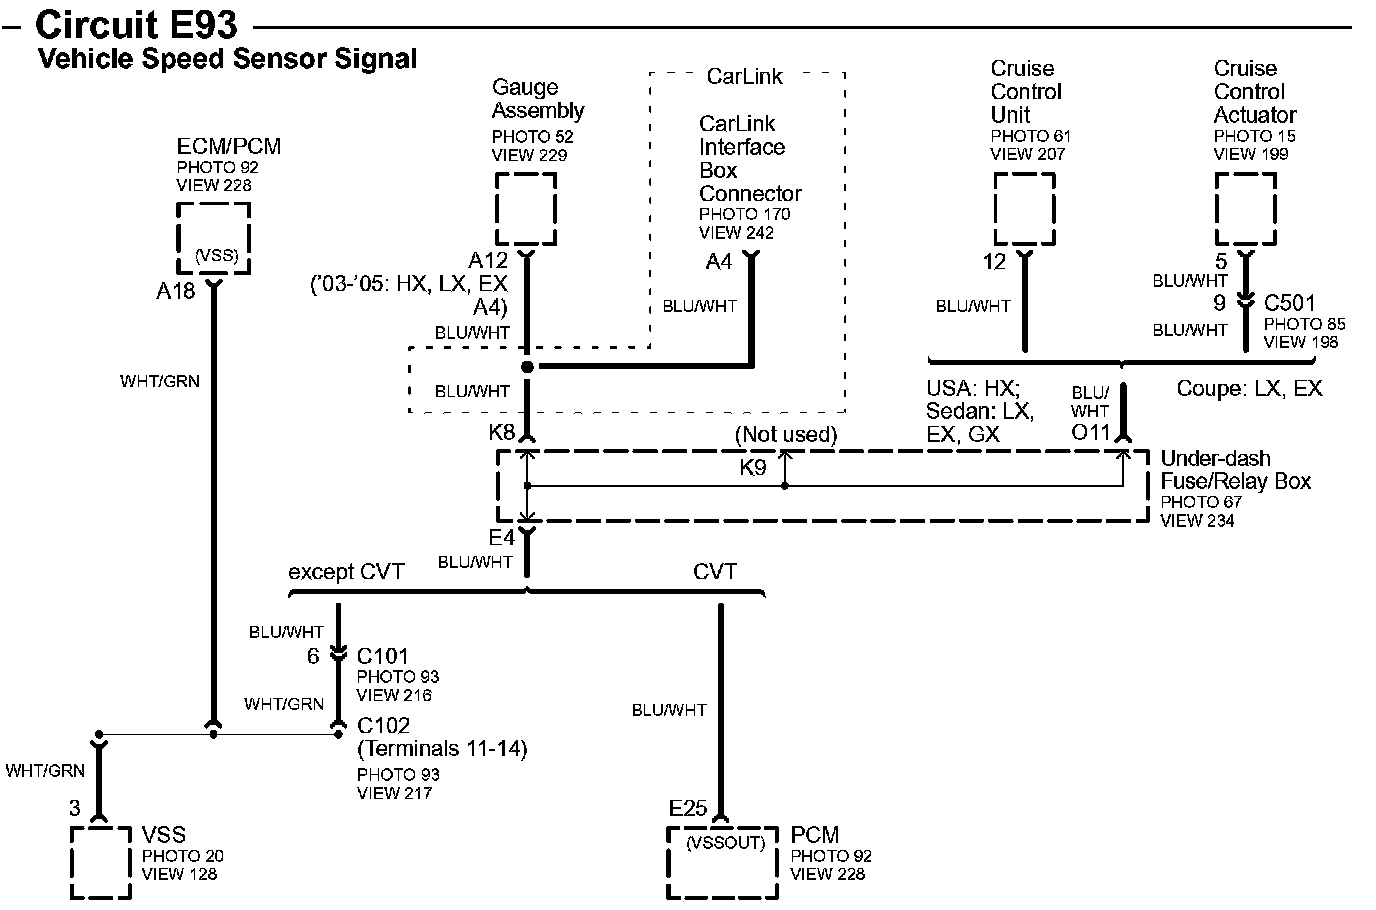 Circuit E93
Vehicle Speed Sensor Signal
ECM/PCM
PHOTO 92
VIEW 228
(VSS)
A18
WHT/GRN
Gauge
Assembly
PHOTO 52
VIEW 229
A12
('03-'05: HX, LX, EX
A4)
BLU/WHT
BLU/WHT
K8
CarLink
CarLink
Interface
Box
Connector
PHOTO 170
VIEW 242
A4
BLU/WHT
Cruise
Control
Unit
PHOTO 61
VIEW 207
12
BLU/WHT
Cruise
Control
Actuator
PHOTO 15
VIEW 199
5
BLU/WHT
9
C501
PHOTO 85
VIEW 198
BLU/WHT
USA: HX;
Sedan: LX,
EX, GX
BLU/
WHT
O11
Coupe: LX, EX
(Not used)
K9
Under-dash
Fuse/Relay Box
PHOTO 67
VIEW 234
E4
BLU/WHT
except CVT
CVT
BLU/WHT
6
C101
PHOTO 93
VIEW 216
WHT/GRN
C102
(Terminals 11-14)
PHOTO 93
VIEW 217
BLU/WHT
WHT/GRN
3
VSS
PHOTO 20
VIEW 128
E25
(VSSOUT)
PCM
PHOTO 92
VIEW 228